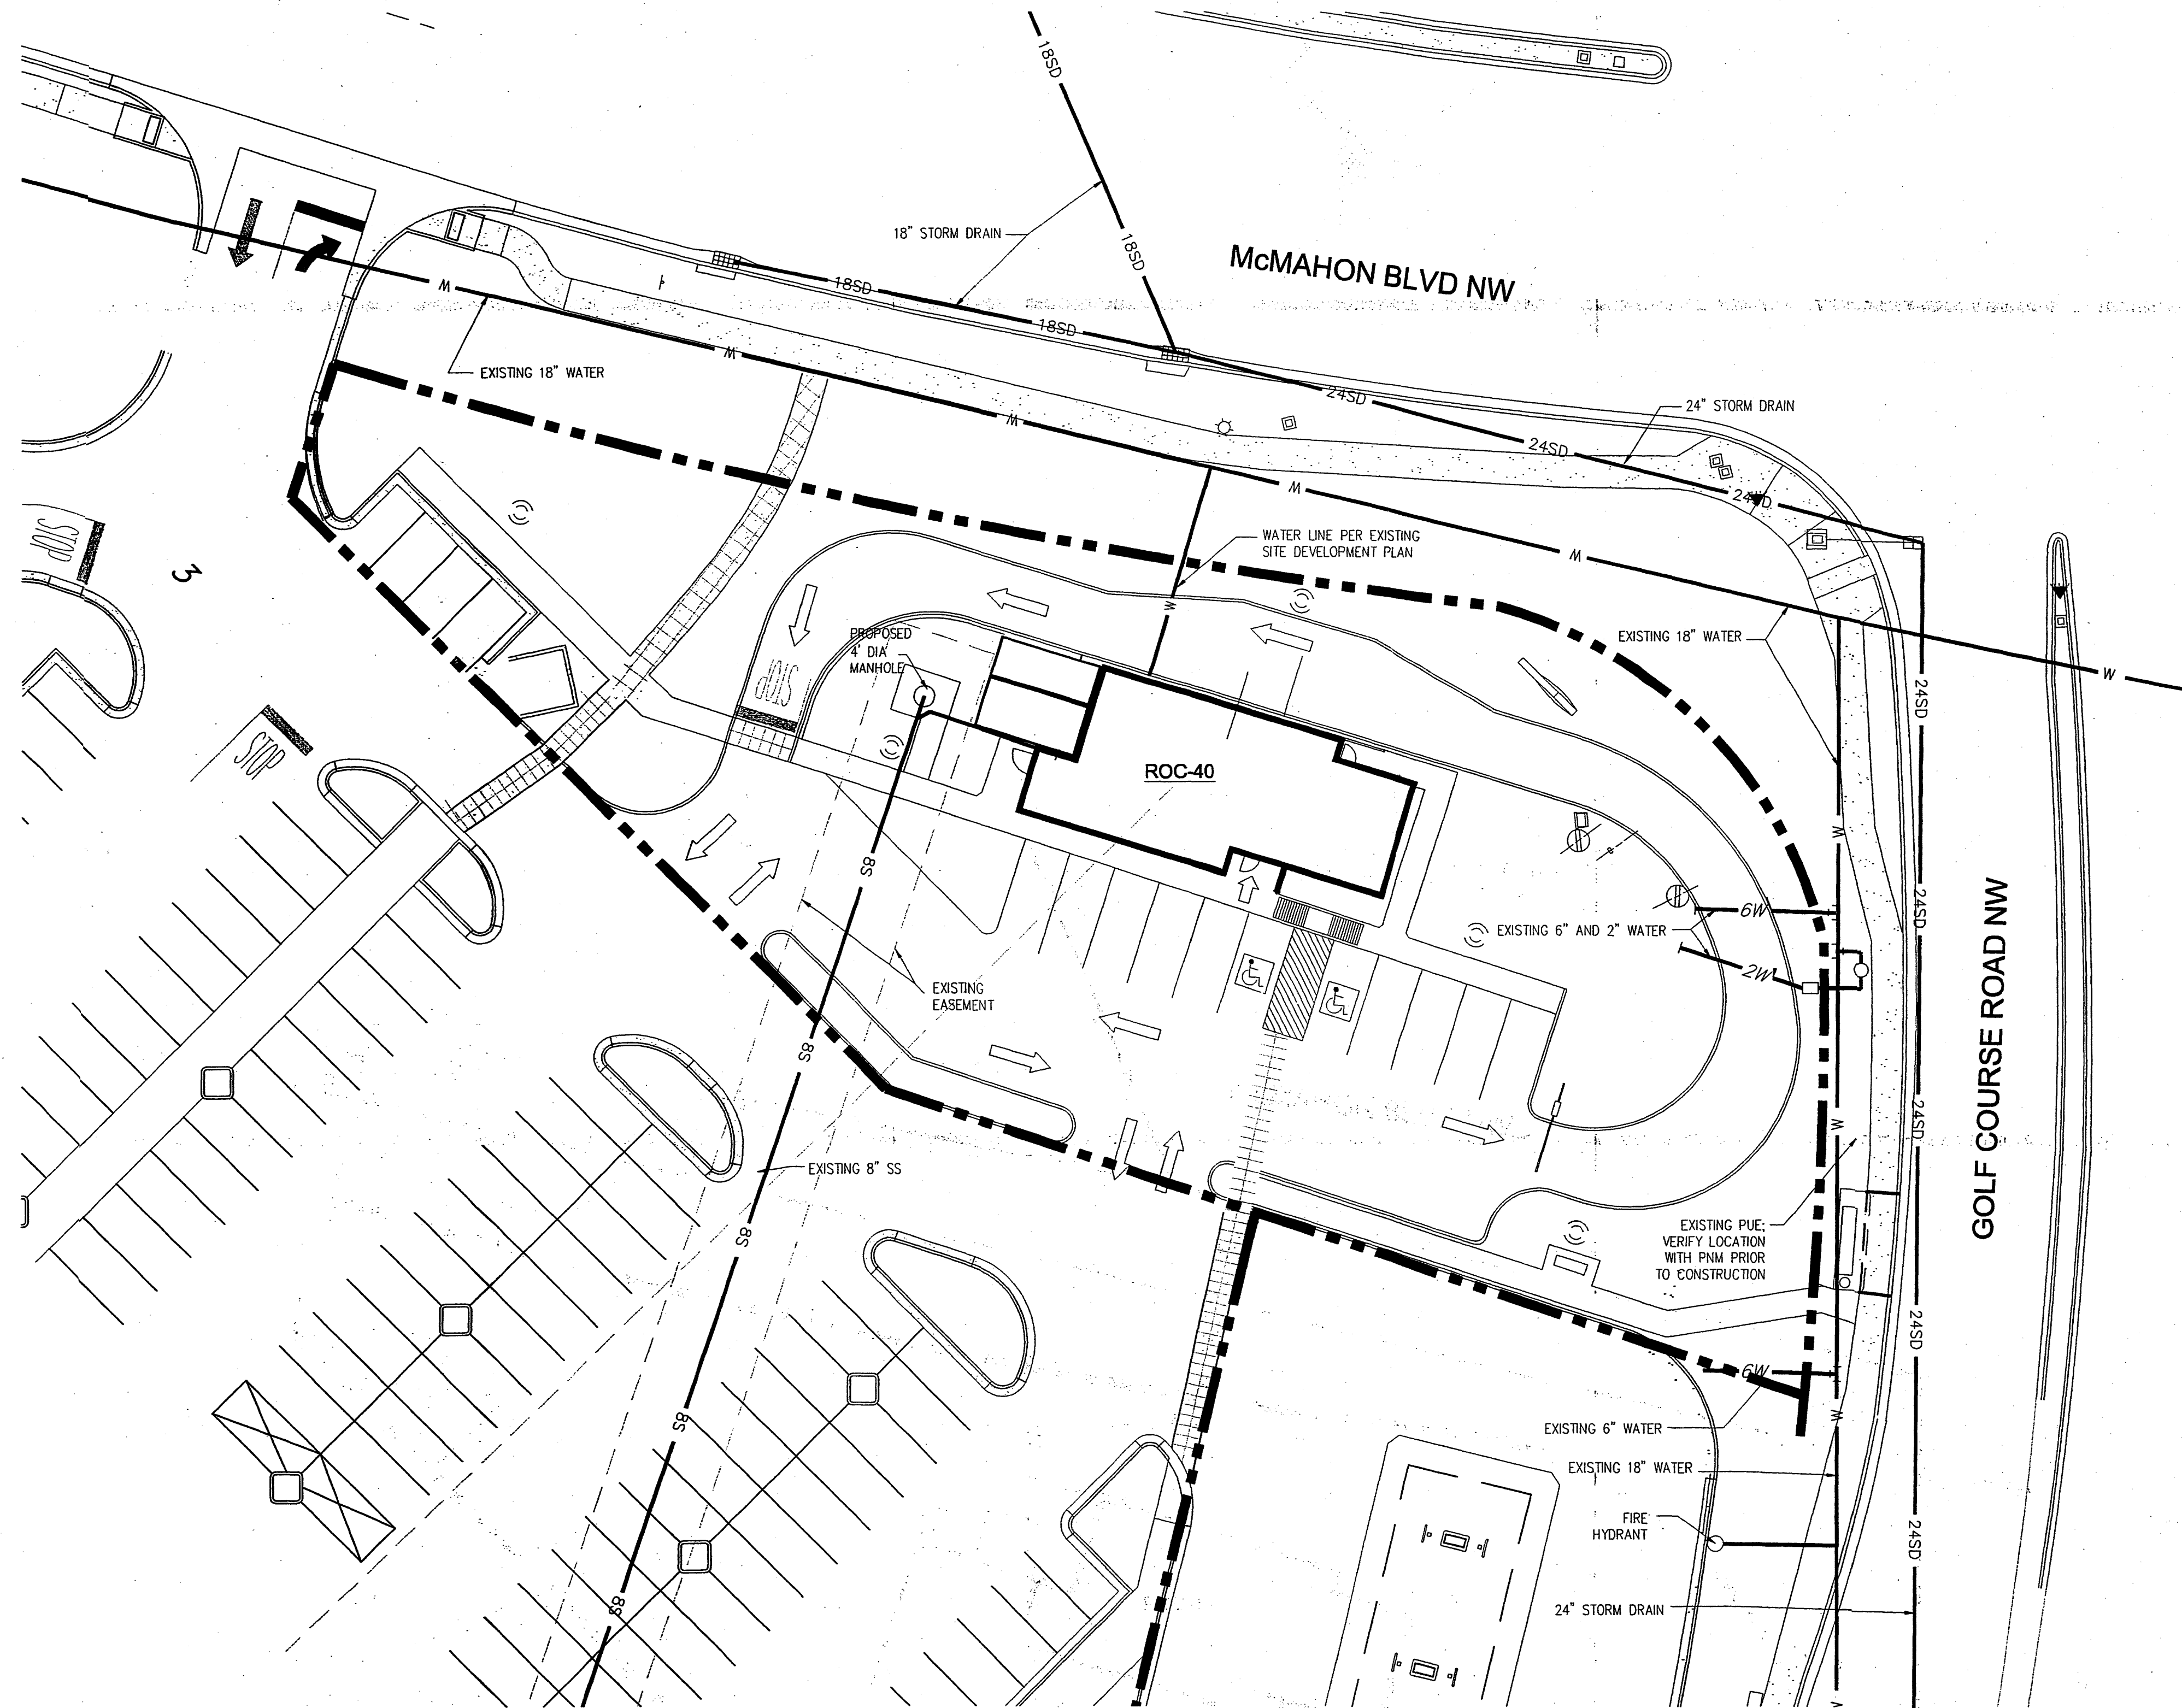 18SD
18" STORM DRAIN
18SD
McMAHON BLVD NW
W
18SD
18SD
EXISTING 18" WATER
W
24SD
24" STORM DRAIN
W
24SD
W
24SD
STOP
WATER LINE PER EXISTING
SITE DEVELOPMENT PLAN
W
3
W
PROPOSED
4' DIA
MANHOLE
EXISTING 18" WATER
W
STOP
24SD
STOP
ROC-40
W
8S
24SD
6W
EXISTING 6" AND 2" WATER
2W
GOLF COURSE ROAD NW
EXISTING
EASEMENT
8S
W
24SD
EXISTING 8" SS
8S
EXISTING PUE;
VERIFY LOCATION
WITH PNM PRIOR
TO CONSTRUCTION
24SD
6W
8S
W
EXISTING 6" WATER
EXISTING 18" WATER
FIRE
HYDRANT
24SD
8S
24" STORM DRAIN
W